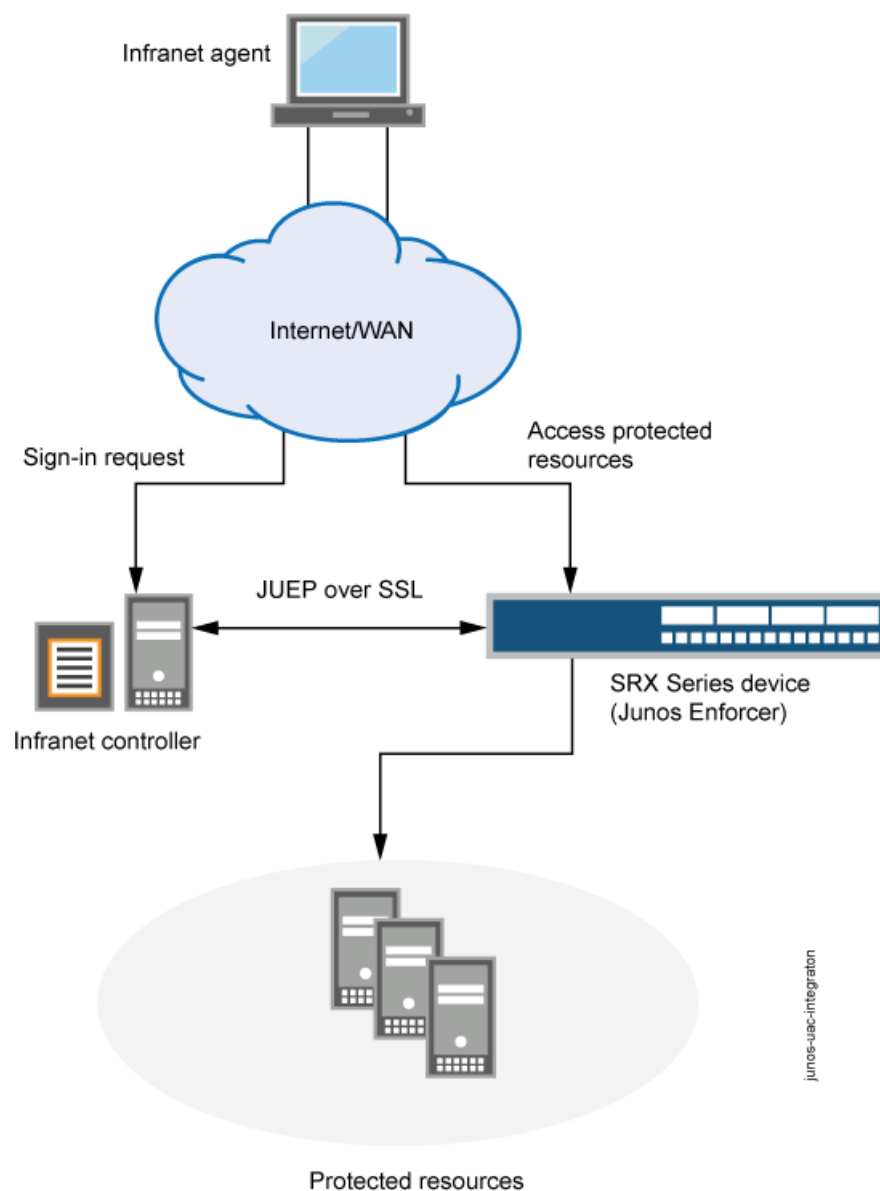 Infranet agent
Internet/WAN
Sign-in request
Access protected
resources
JUEP over SSL
SRX Series device
(Junos Enforcer)
Infranet controller
Protected resources
junos-uac-integraton